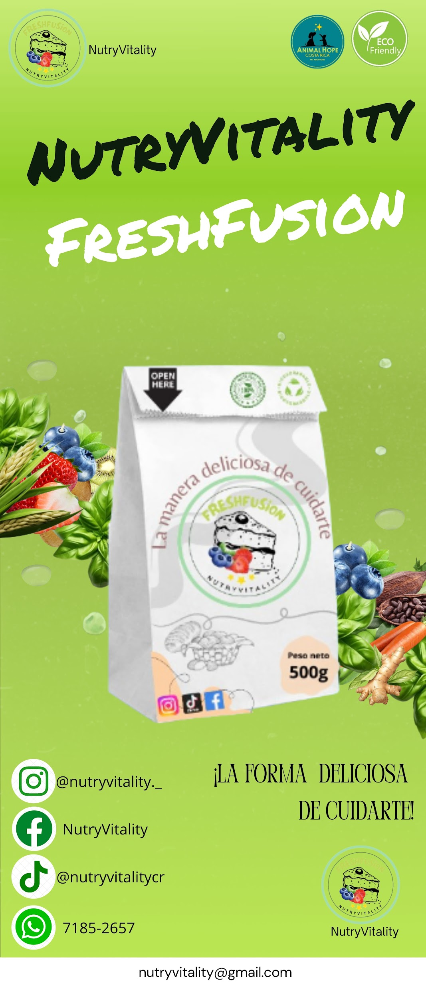 FRESHFUSiON
NUTRYVITALITY
NutryVitality
ANIMAL HOPE
COSTA RICA
PET ADOPTIONS
ECO
Friendly
NUTRYVITALITY
FRESHFUSION
OPEN
HERE
La manera deliciosa de cuidarte
FRESHFUSiON
NUTRYVITALITY
Peso neto
500g
@nutryvitality._
NutryVitality
@nutryvitalitycr
7185-2657
¡LA FORMA DELICIOSA
DE CUIDARTE!
FRESHFUSiON
NUTRYVITALITY
NutryVitality
nutryvitality@gmail.com